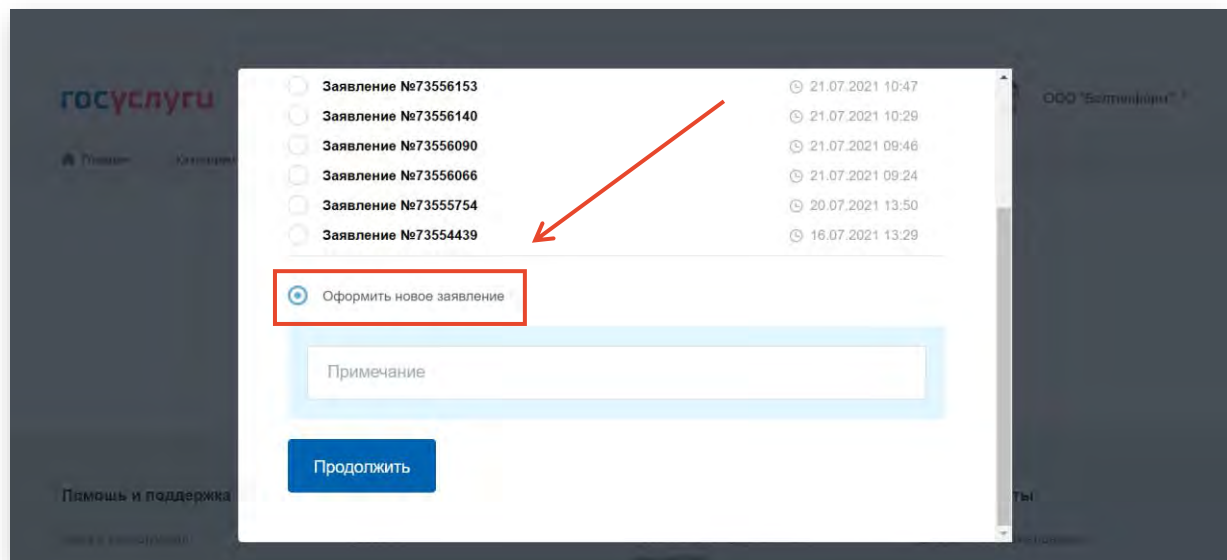 госуслуги
Заявление №73556153 21.07.2021 10:47
Заявление №73556140 21.07.2021 10:29
Заявление №73556090 21.07.2021 09:46
Заявление №73556066 21.07.2021 09:24
Заявление №73555754 20.07.2021 13:50
Заявление №73554439 16.07.2021 13:29
Оформить новое заявление
Примечание
Продолжить
Помощь и поддержка